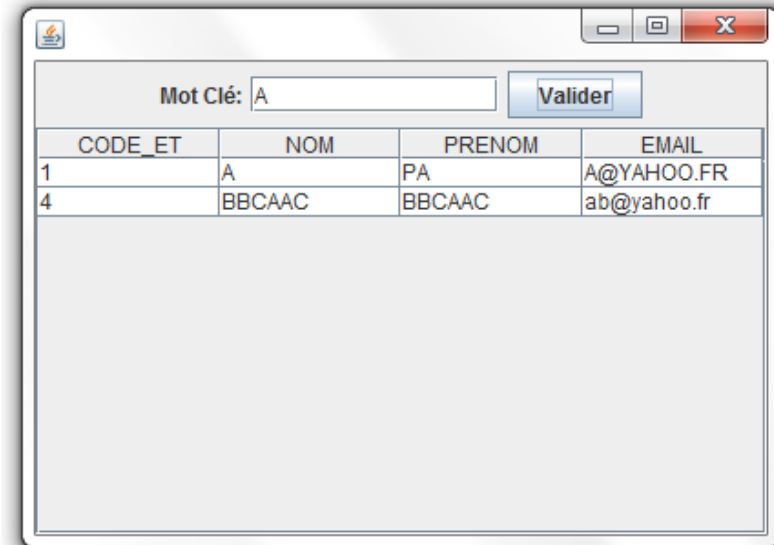 Mot Clé: A Valider
CODE_ET NOM PRENOM EMAIL
1 A PA A@YAHOO.FR
4 BBCAAC BBCAAC ab@yahoo.fr